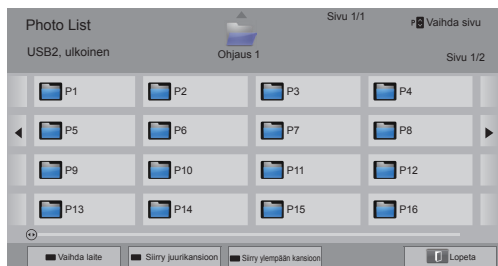 Photo List
Sivu 1/1
P Vaihda sivu
USB2, ulkoinen
Ohjaus 1
Sivu 1/2
P1 P2 P3 P4
P5 P6 P7 P8
P9 P10 P11 P12
P13 P14 P15 P16
Vaihda laite Siirry juurikansioon Siirry ylempään kansioon Lopeta